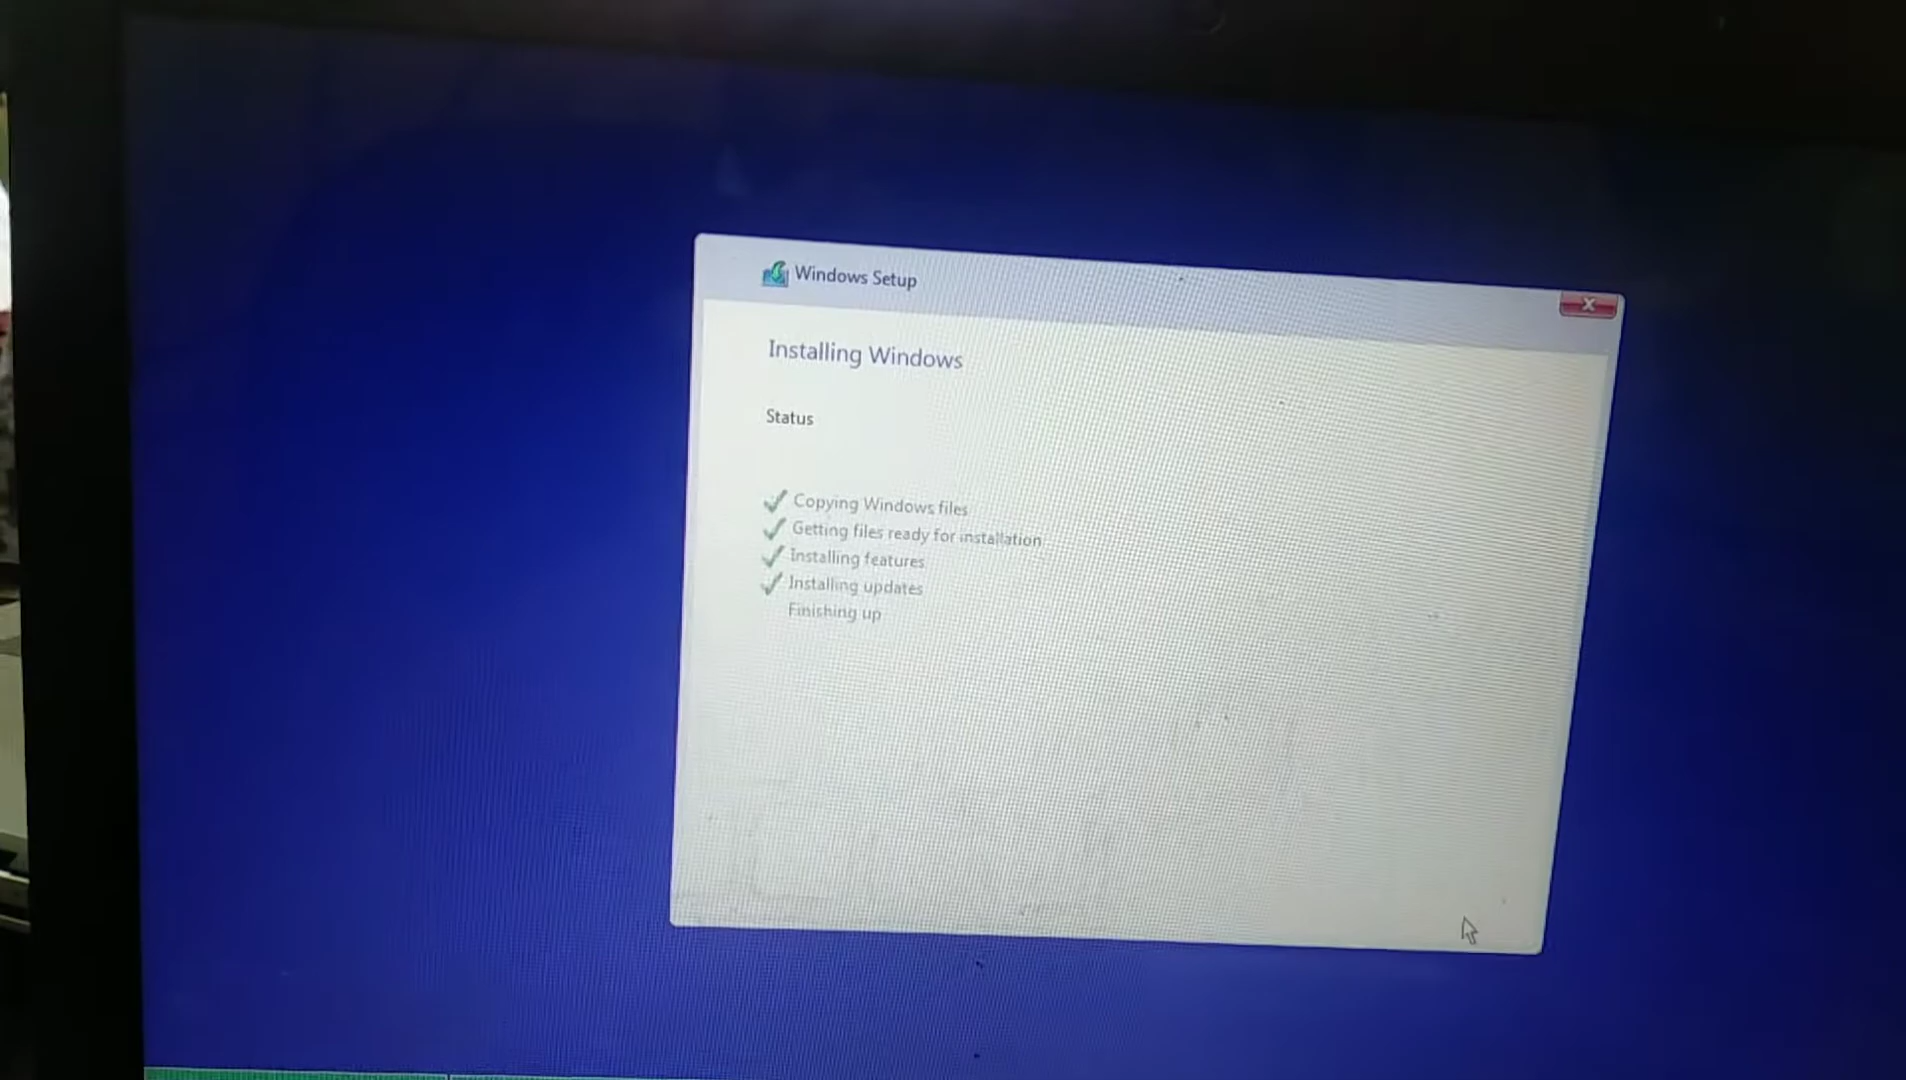 Windows Setup
Installing Windows
Status
Copying Windows files
Getting files ready for installation
Installing features
Installing updates
Finishing up